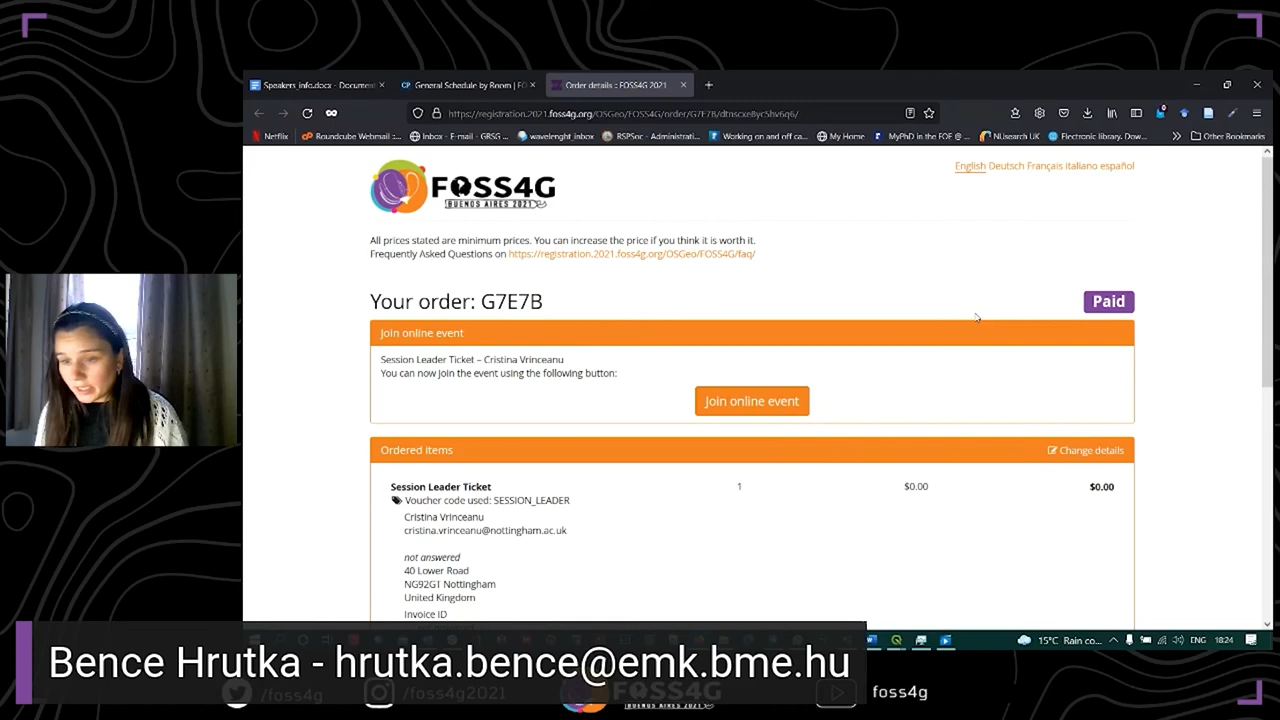 Speakers_info.docx - Document
General Schedule by Room | FO
Order details :: FOSS4G 2021
https://registration.2021.foss4g.org/OSGeo/FOSS4G/order/G7E7B/
Netflix
Roundcube Webmail ::
Inbox - E-mail - GRSG ...
wavelenght_inbox
RSPSoc - Administrati...
Working on and off ca...
My Home
MyPhD in the FOF @ ...
NUsearch UK
Electronic library. Dow...
Other Bookmarks
FOSS4G
BUENOS AIRES 2021
English Deutsch Français italiano español
All prices stated are minimum prices. You can increase the price if you think it is worth it.
Frequently Asked Questions on https://registration.2021.foss4g.org/OSGeo/FOSS4G/faq/
Your order: G7E7B
Paid
Join online event
Session Leader Ticket – Cristina Vrinceanu
You can now join the event using the following button:
Join online event
Ordered items
Change details
Session Leader Ticket 1 $0.00 $0.00
Voucher code used: SESSION_LEADER
Cristina Vrinceanu
cristina.vrinceanu@nottingham.ac.uk
not answered
40 Lower Road
NG92GT Nottingham
United Kingdom
Invoice ID
15°C Rain co...
ENG
18:24
Bence Hrutka - hrutka.bence@emk.bme.hu
/foss4g
/foss4g2021
FOSS4G
BUENOS AIRES 2021
foss4g